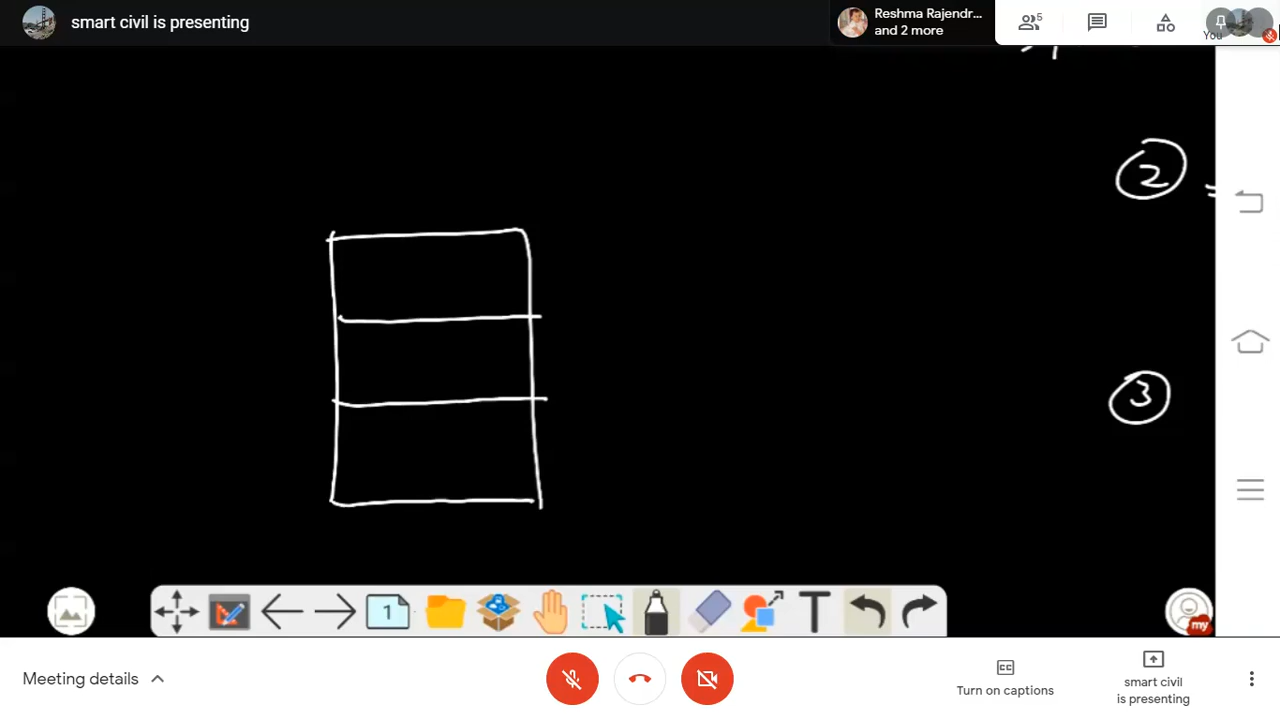 smart civil is presenting
Reshma Rajendr...
and 2 more
5
You
2
3
1
my
Meeting details
Turn on captions
smart civil
is presenting